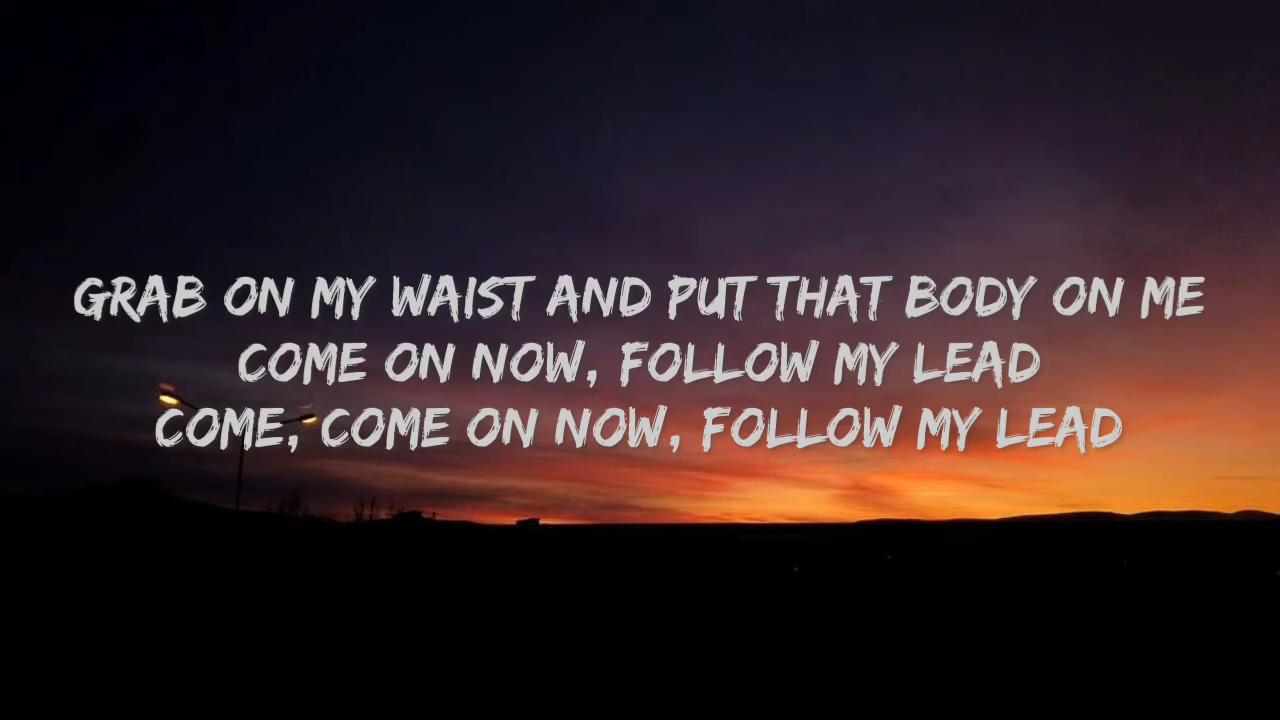 GRAB ON MY WAIST AND PUT THAT BODY ON ME
COME ON NOW, FOLLOW MY LEAD
COME, COME ON NOW, FOLLOW MY LEAD